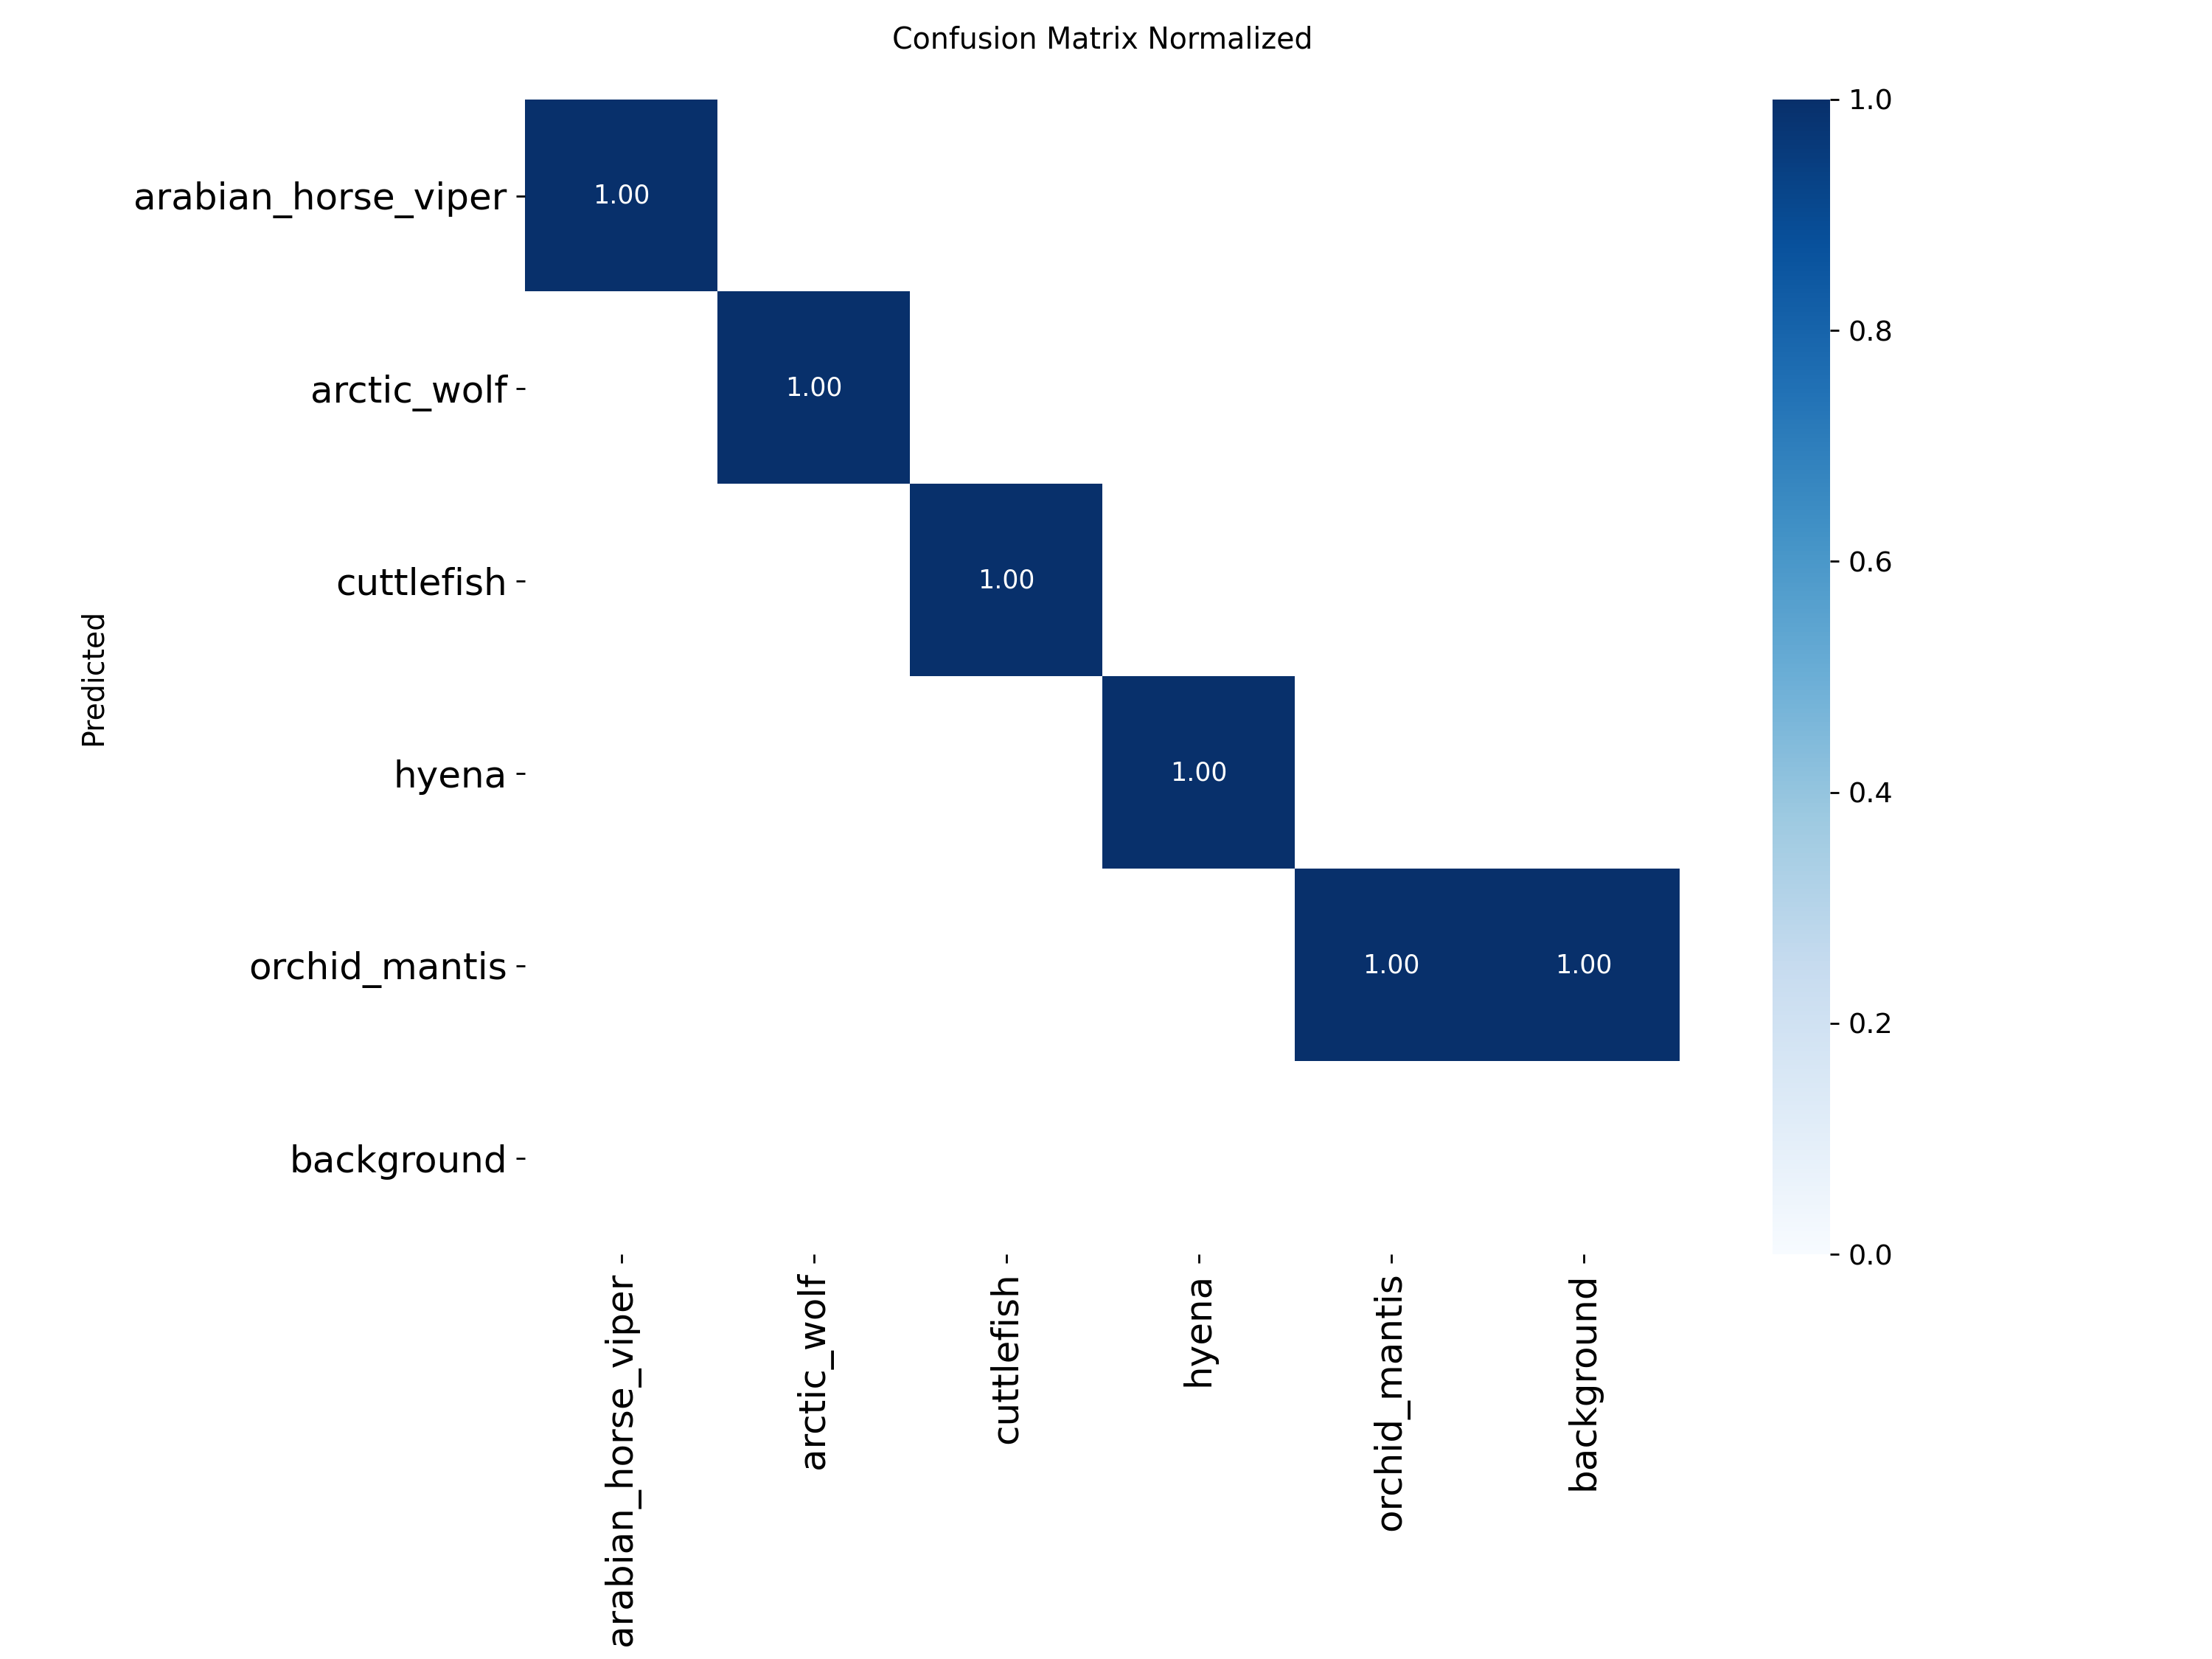 Confusion Matrix Normalized
arabian_horse_viper
arctic_wolf
cuttlefish
hyena
orchid_mantis
background
Predicted
1.00
1.00
1.00
1.00
1.00 1.00
arabian_horse_viper
arctic_wolf
cuttlefish
hyena
orchid_mantis
background
1.0
0.8
0.6
0.4
0.2
0.0